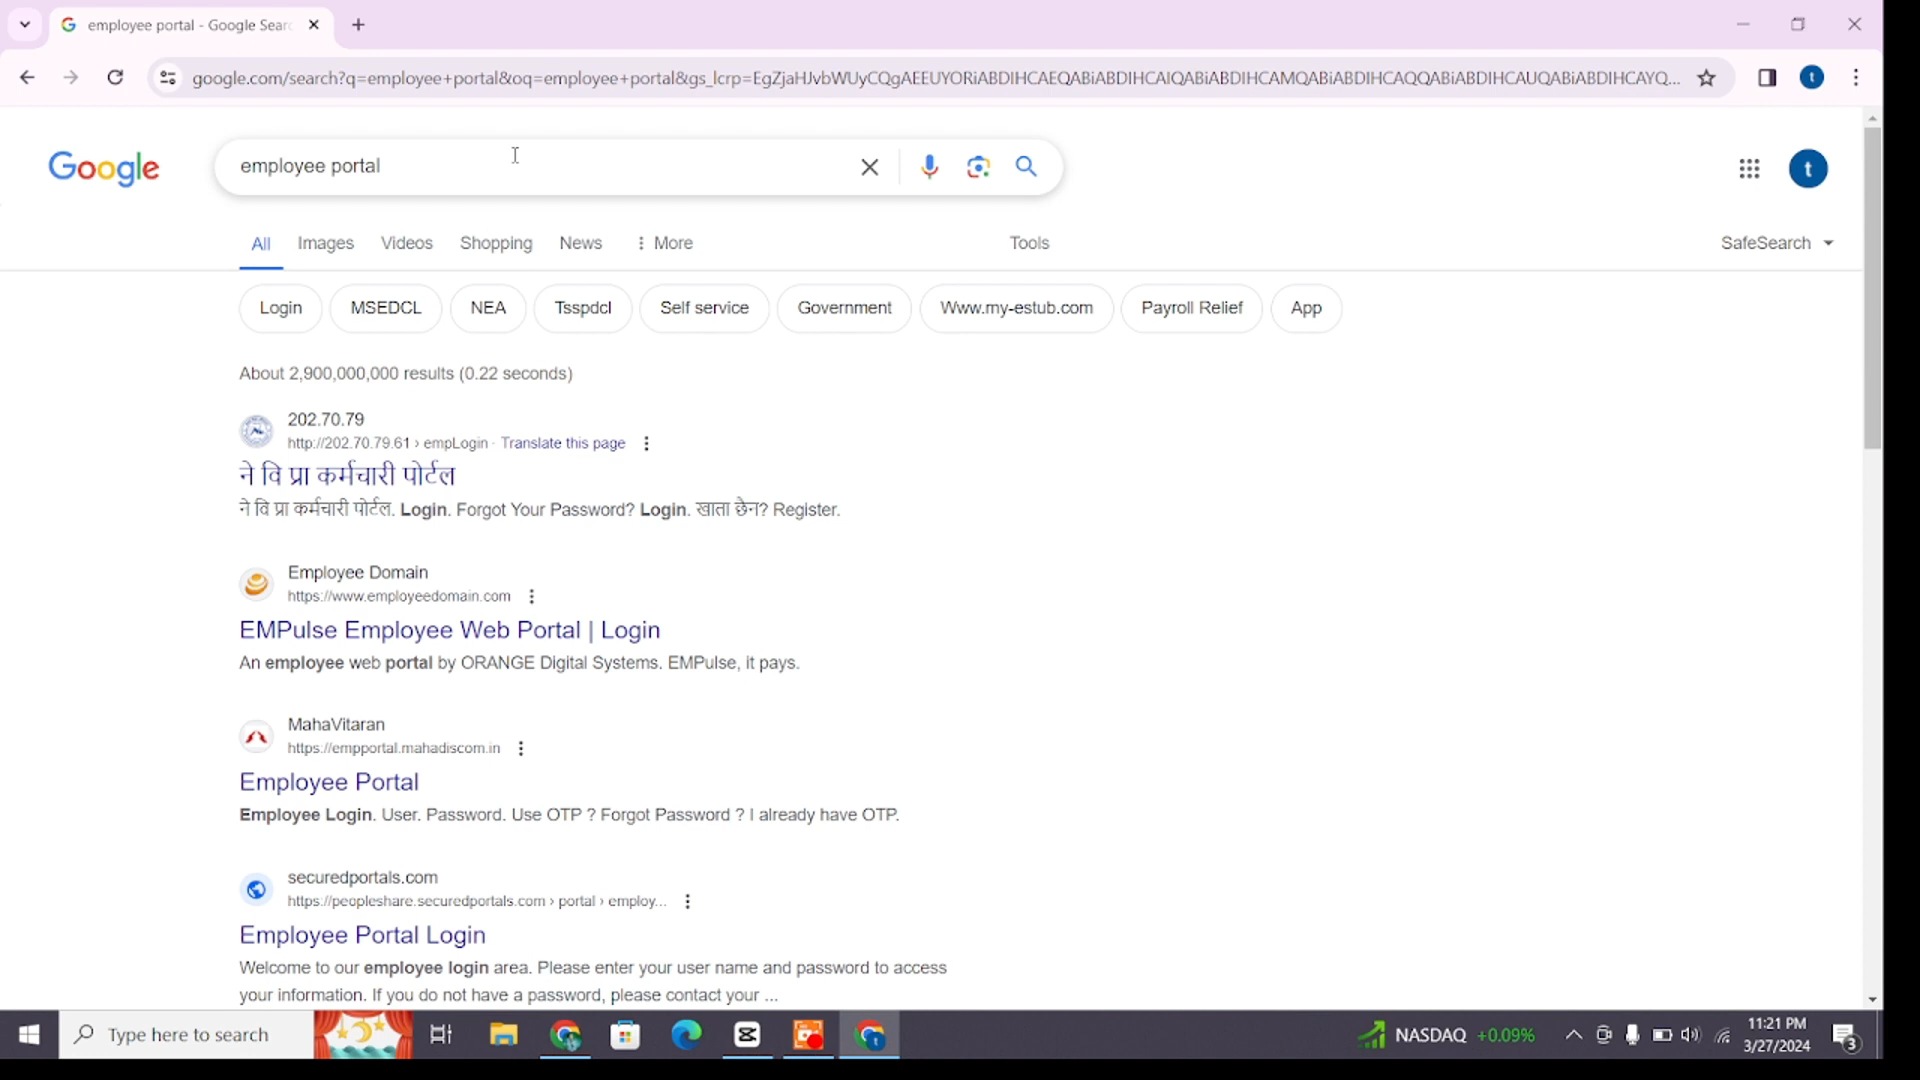 employee portal - Google Sear
google.com/search?q=employee+portal&oq=employee+portal&gs_lcrp=EgZjaHJvbWUyCQgAEEUYORiABDIHCAEQABiABDIHCAIQABiABDIHCAMQABiABDIHCAQQABiABDIHCAUQABiABDIHCAYQ...
t
Google
employee portal
t
All Images Videos Shopping News More Tools SafeSearch
Login MSEDCL NEA Tsspdcl Self service Government Www.my-estub.com Payroll Relief App
About 2,900,000,000 results (0.22 seconds)
202.70.79
http://202.70.79.61 › empLogin · Translate this page
ने वि प्रा कर्मचारी पोर्टल
ने वि प्रा कर्मचारी पोर्टल. Login. Forgot Your Password? Login. खाता छैन? Register.
Employee Domain
https://www.employeedomain.com
EMPulse Employee Web Portal | Login
An employee web portal by ORANGE Digital Systems. EMPulse, it pays.
MahaVitaran
https://empportal.mahadiscom.in
Employee Portal
Employee Login. User. Password. Use OTP ? Forgot Password ? I already have OTP.
securedportals.com
https://peopleshare.securedportals.com › portal › employ...
Employee Portal Login
Welcome to our employee login area. Please enter your user name and password to access
your information. If you do not have a password, please contact your ...
Type here to search
NASDAQ +0.09%
11:21 PM
3/27/2024
3